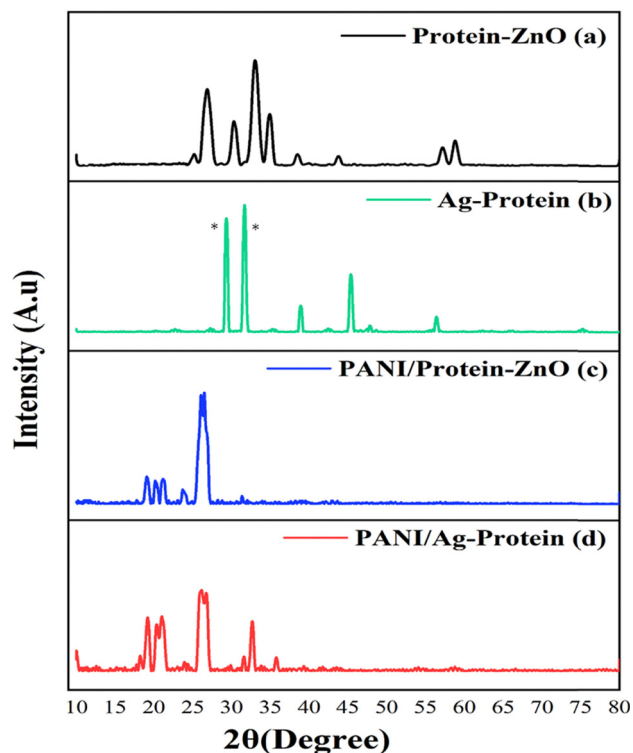 Protein-ZnO (a)
Ag-Protein (b)
* *
PANI/Protein-ZnO (c)
PANI/Ag-Protein (d)
Intensity (A.u)
10 15 20 25 30 35 40 45 50 55 60 65 70 75 80
2θ(Degree)